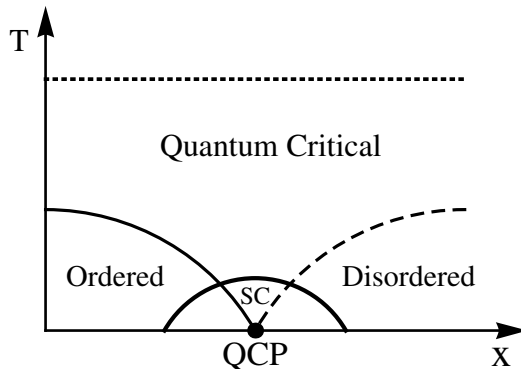 T
Quantum Critical
Ordered
SC
Disordered
QCP
x